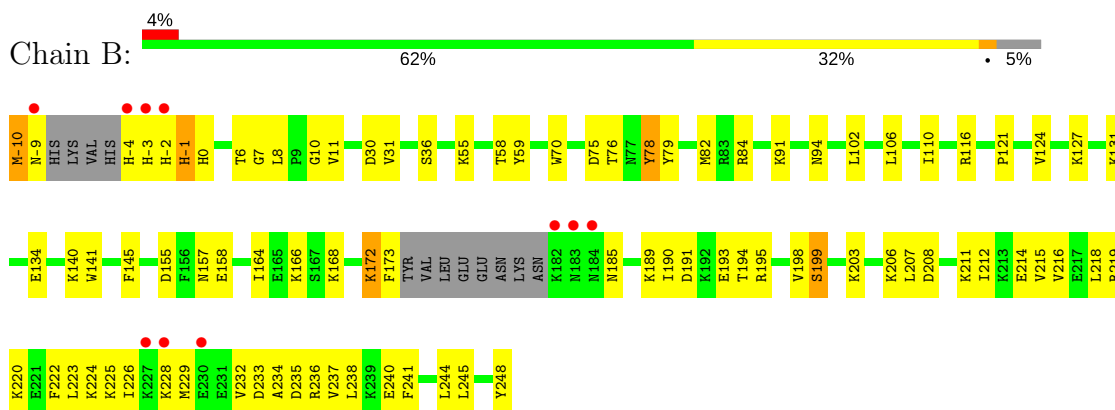 4%
Chain B:
62% 32% • 5%
M-10 N-9 HIS LYS VAL HIS H-4 H-3 H-2 H-1 H0 T6 G7 L8 P9 G10 V11 D30 V31 S36 K55 T58 Y59 W70 D75 T76 N77 Y78 Y79 M82 R83 R84 K91 N94 L102 L106 I110 R116 P121 V124 K127 K131
E134 K140 W141 F145 D155 F156 N157 E158 I164 E165 K166 S167 K168 K172 F173 TYR VAL LEU GLU GLU ASN LYS ASN K182 N183 N184 N185 K189 I190 D191 K192 E193 T194 R195 V198 S199 K203 K206 L207 D208 K211 I212 K213 E214 V215 V216 E217 L218 R219
K220 E221 F222 L223 K224 K225 I226 K227 K228 M229 E230 E231 V232 D233 A234 D235 R236 V237 L238 K239 E240 F241 L244 L245 Y248